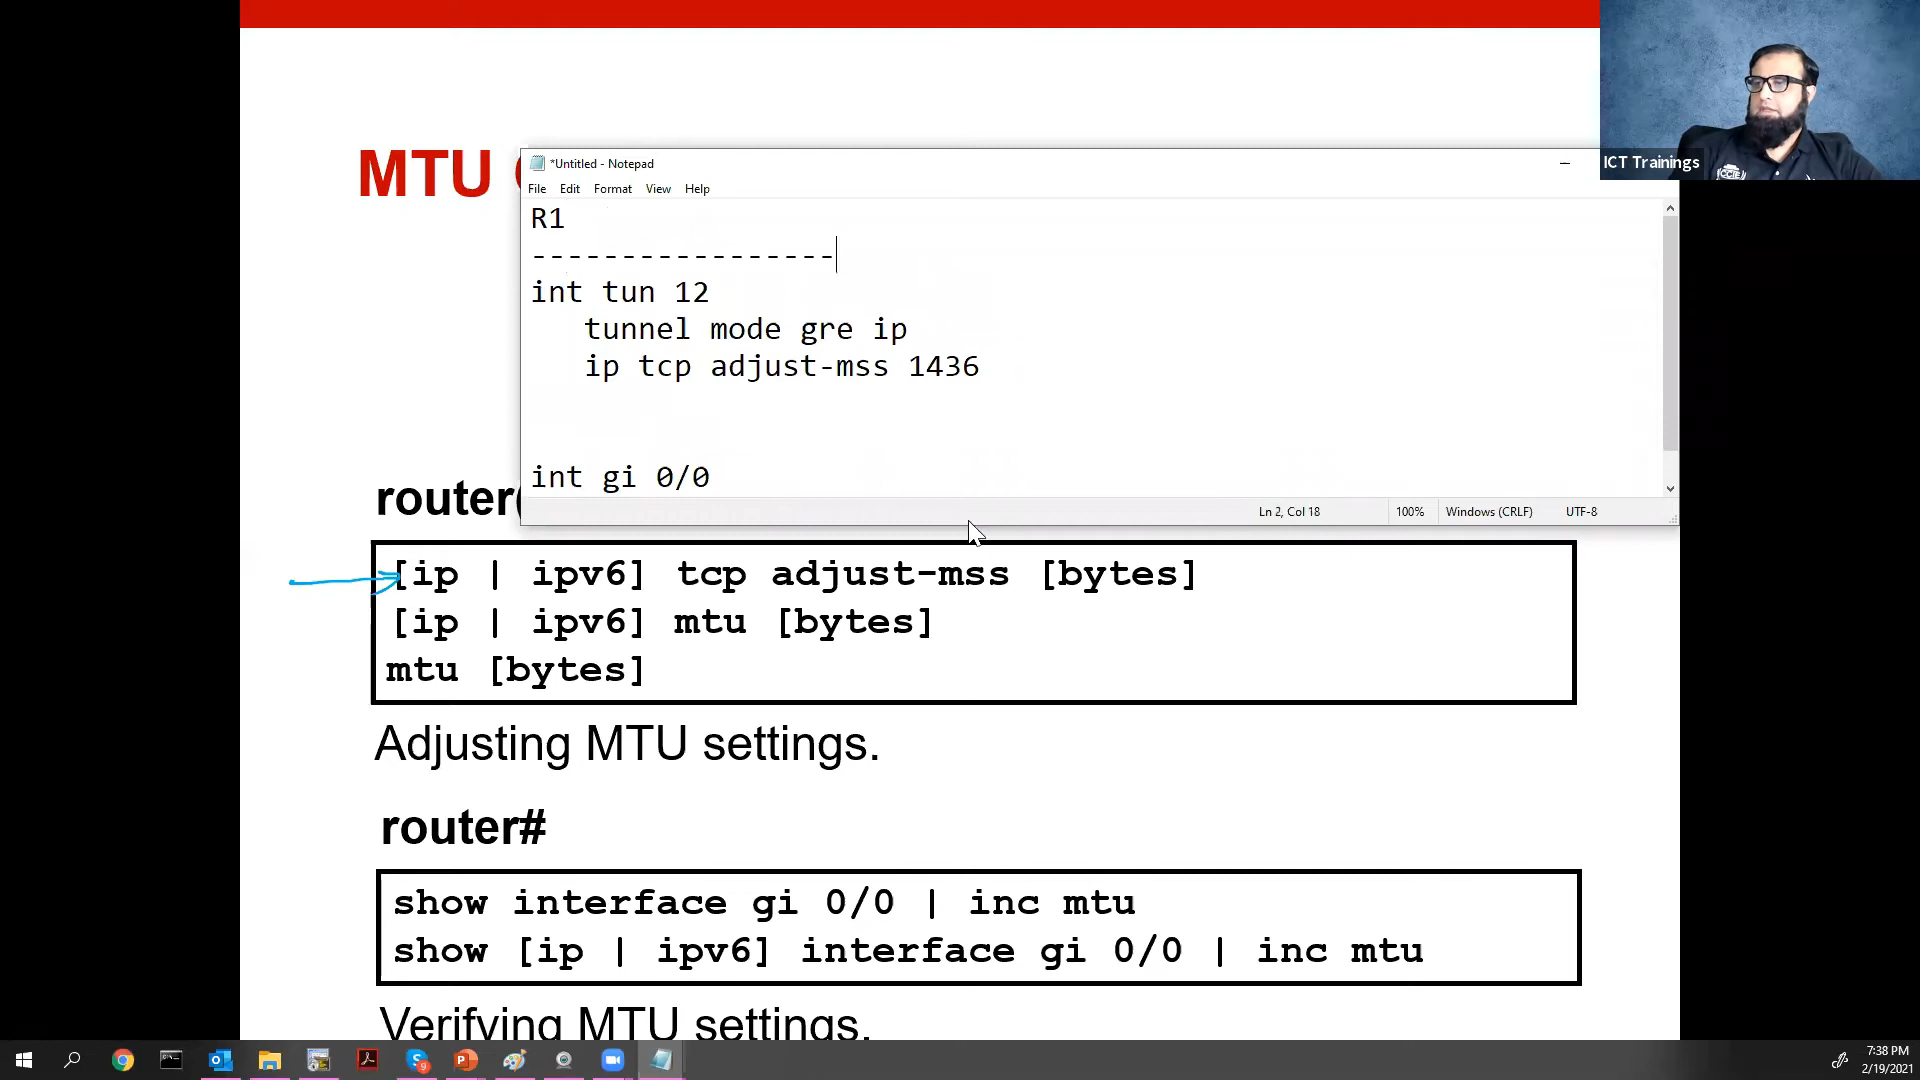 MTU
ICT Trainings
CCIE
*Untitled - Notepad
File Edit Format View Help
R1
-----------------
int tun 12
tunnel mode gre ip
ip tcp adjust-mss 1436
int gi 0/0
Ln 2, Col 18 100% Windows (CRLF) UTF-8
router(
[ip | ipv6] tcp adjust-mss [bytes]
[ip | ipv6] mtu [bytes]
mtu [bytes]
Adjusting MTU settings.
router#
show interface gi 0/0 | inc mtu
show [ip | ipv6] interface gi 0/0 | inc mtu
Verifying MTU settings.
9
7:38 PM
2/19/2021